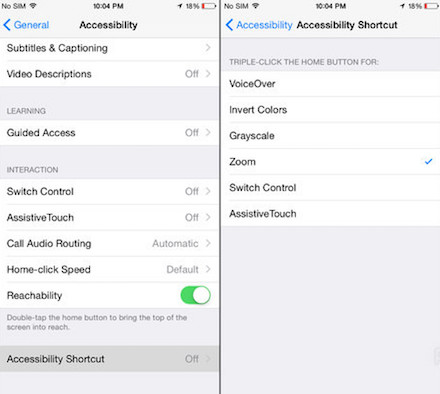 No SIM 10:04 PM 18%
General Accessibility
Subtitles & Captioning
Video Descriptions Off
LEARNING
Guided Access Off
INTERACTION
Switch Control Off
AssistiveTouch Off
Call Audio Routing Automatic
Home-click Speed Default
Reachability
Double-tap the home button to bring the top of the
screen into reach.
Accessibility Shortcut Off
No SIM 10:04 PM 18%
Accessibility Accessibility Shortcut
TRIPLE-CLICK THE HOME BUTTON FOR:
VoiceOver
Invert Colors
Grayscale
Zoom
Switch Control
AssistiveTouch